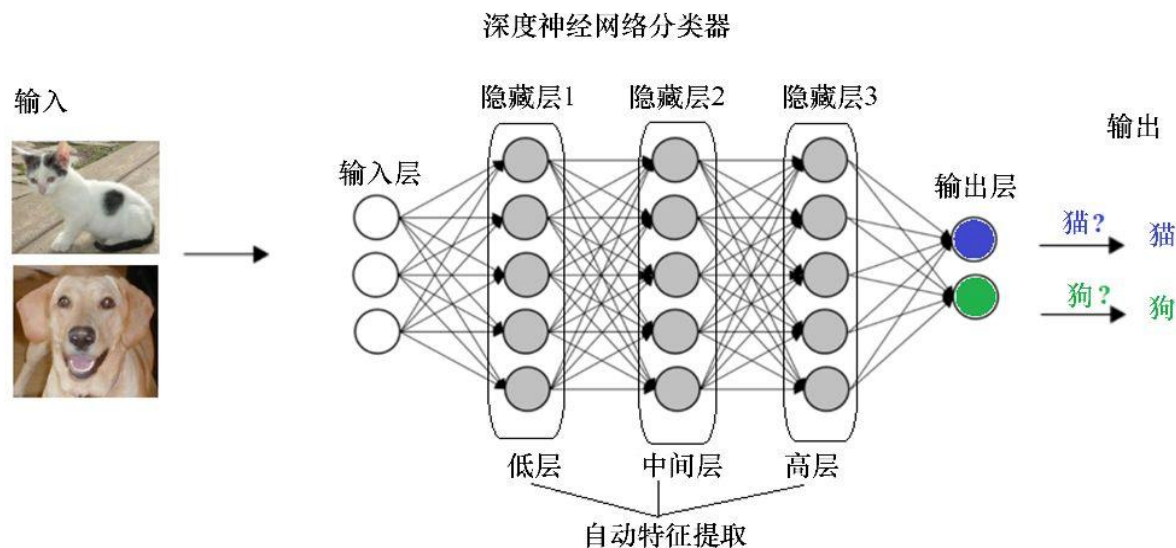 深度神经网络分类器
输入
隐藏层1
隐藏层2
隐藏层3
输出
输入层
输出层
猫?
猫
狗?
狗
低层
中间层
高层
自动特征提取